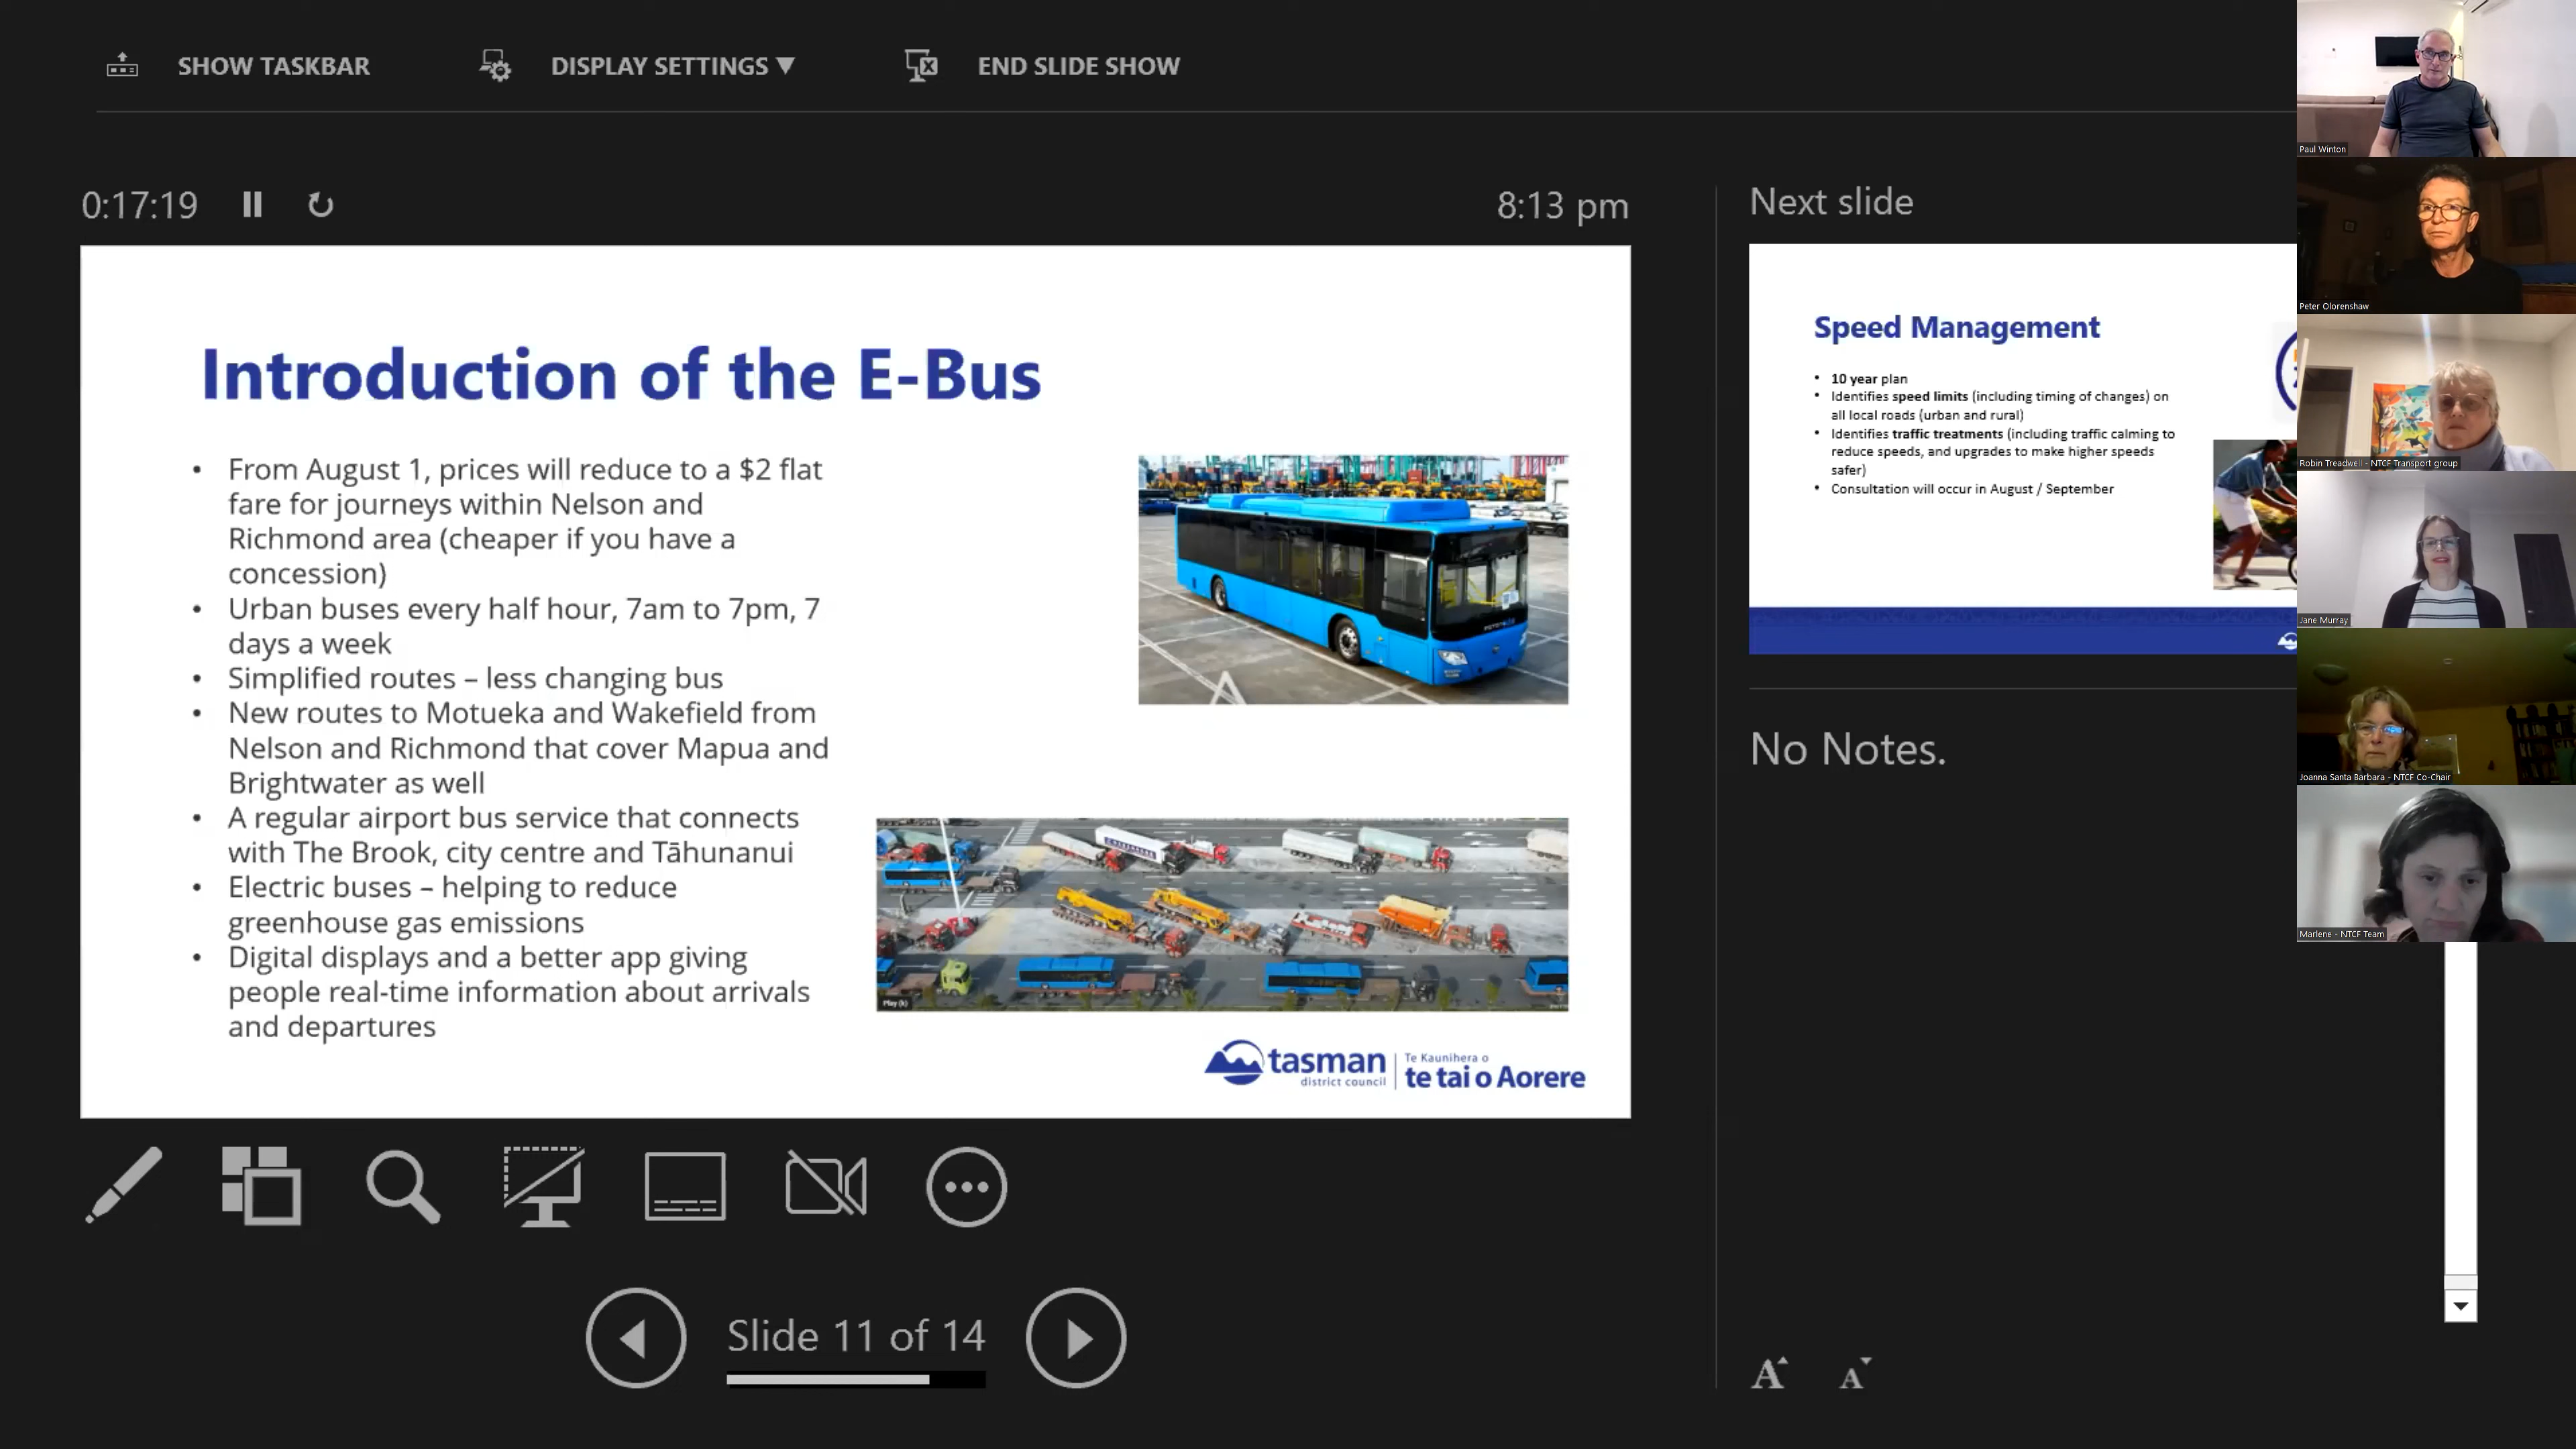 SHOW TASKBAR
DISPLAY SETTINGS ▼
END SLIDE SHOW
0:17:19
8:13 pm
Introduction of the E-Bus
• From August 1, prices will reduce to a $2 flat
fare for journeys within Nelson and
Richmond area (cheaper if you have a
concession)
• Urban buses every half hour, 7am to 7pm, 7
days a week
• Simplified routes – less changing bus
• New routes to Motueka and Wakefield from
Nelson and Richmond that cover Mapua and
Brightwater as well
• A regular airport bus service that connects
with The Brook, city centre and Tāhunanui
• Electric buses – helping to reduce
greenhouse gas emissions
• Digital displays and a better app giving
people real-time information about arrivals
and departures
Play (k)
tasman
district council
Te Kaunihera o
te tai o Aorere
Slide 11 of 14
Next slide
Speed Management
• 10 year plan
• Identifies speed limits (including timing of changes) on
all local roads (urban and rural)
• Identifies traffic treatments (including traffic calming to
reduce speeds, and upgrades to make higher speeds
safer)
• Consultation will occur in August / September
No Notes.
A
A
Paul Winton
Peter Olorenshaw
Robin Treadwell - NTCF Transport group
Jane Murray
Joanna Santa Barbara - NTCF Co-Chair
Marlene - NTCF Team